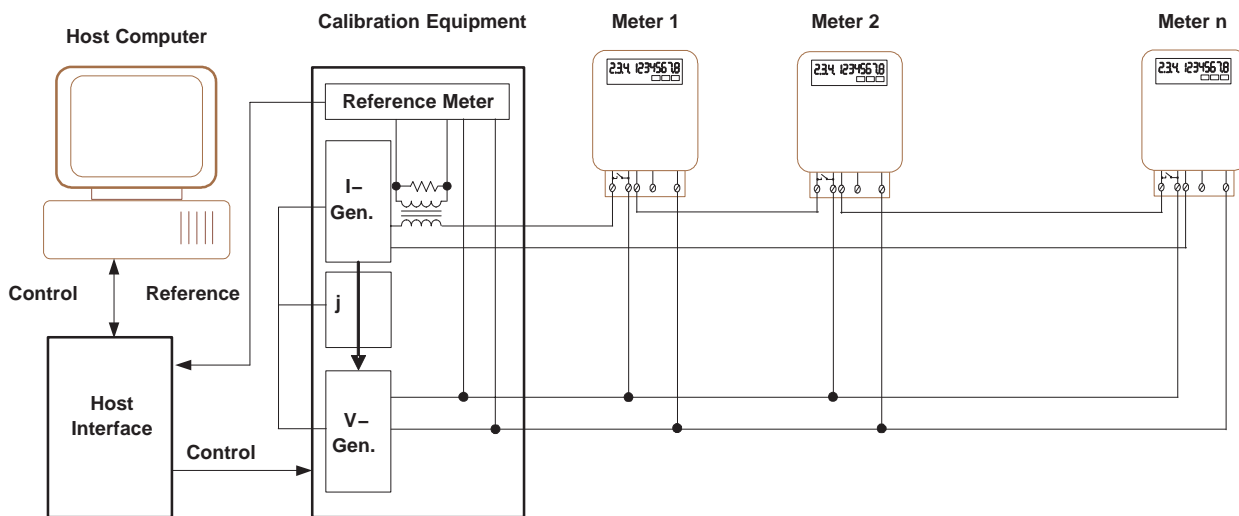 Host Computer
Calibration Equipment
Meter 1
Meter 2
Meter n
2.3.4. 12345678
2.3.4. 12345678
2.3.4. 12345678
Reference Meter
I–
Gen.
Control
Reference
j
Host
Interface
V–
Gen.
Control